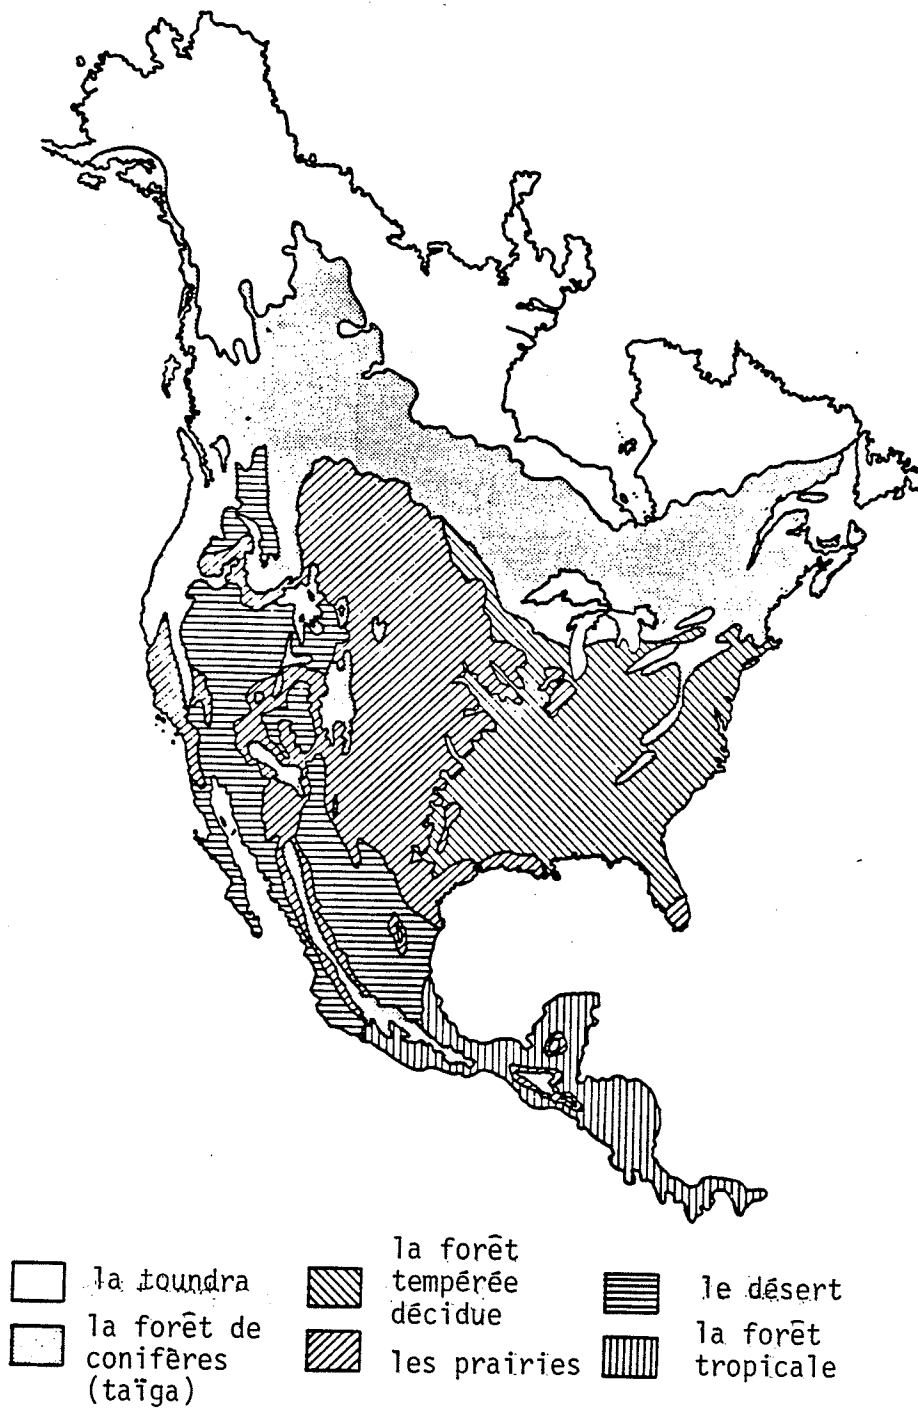 la toundra
la forêt de
conifères
(taïga)
la forêt
tempérée
décidue
les prairies
le désert
la forêt
tropicale